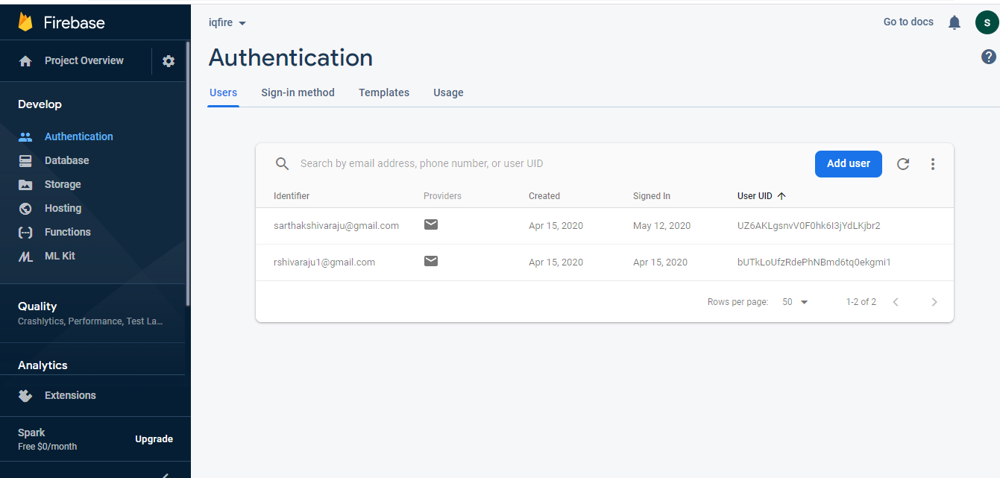 Firebase
Project Overview
Develop
Authentication
Database
Storage
Hosting
Functions
ML Kit
Quality
Crashlytics, Performance, Test La...
Analytics
Extensions
Spark
Free $0/month
Upgrade
iqfire
Go to docs
S
Authentication
?
Users Sign-in method Templates Usage
Search by email address, phone number, or user UID
Add user
Identifier Providers Created Signed In User UID
sarthakshivaraju@gmail.com Apr 15, 2020 May 12, 2020 UZ6AKLgsnvV0F0hk6I3jYdLKjbr2
rshivaraju1@gmail.com Apr 15, 2020 Apr 15, 2020 bUTkLoUfzRdePhNBmd6tq0ekgmi1
Rows per page: 50 1-2 of 2